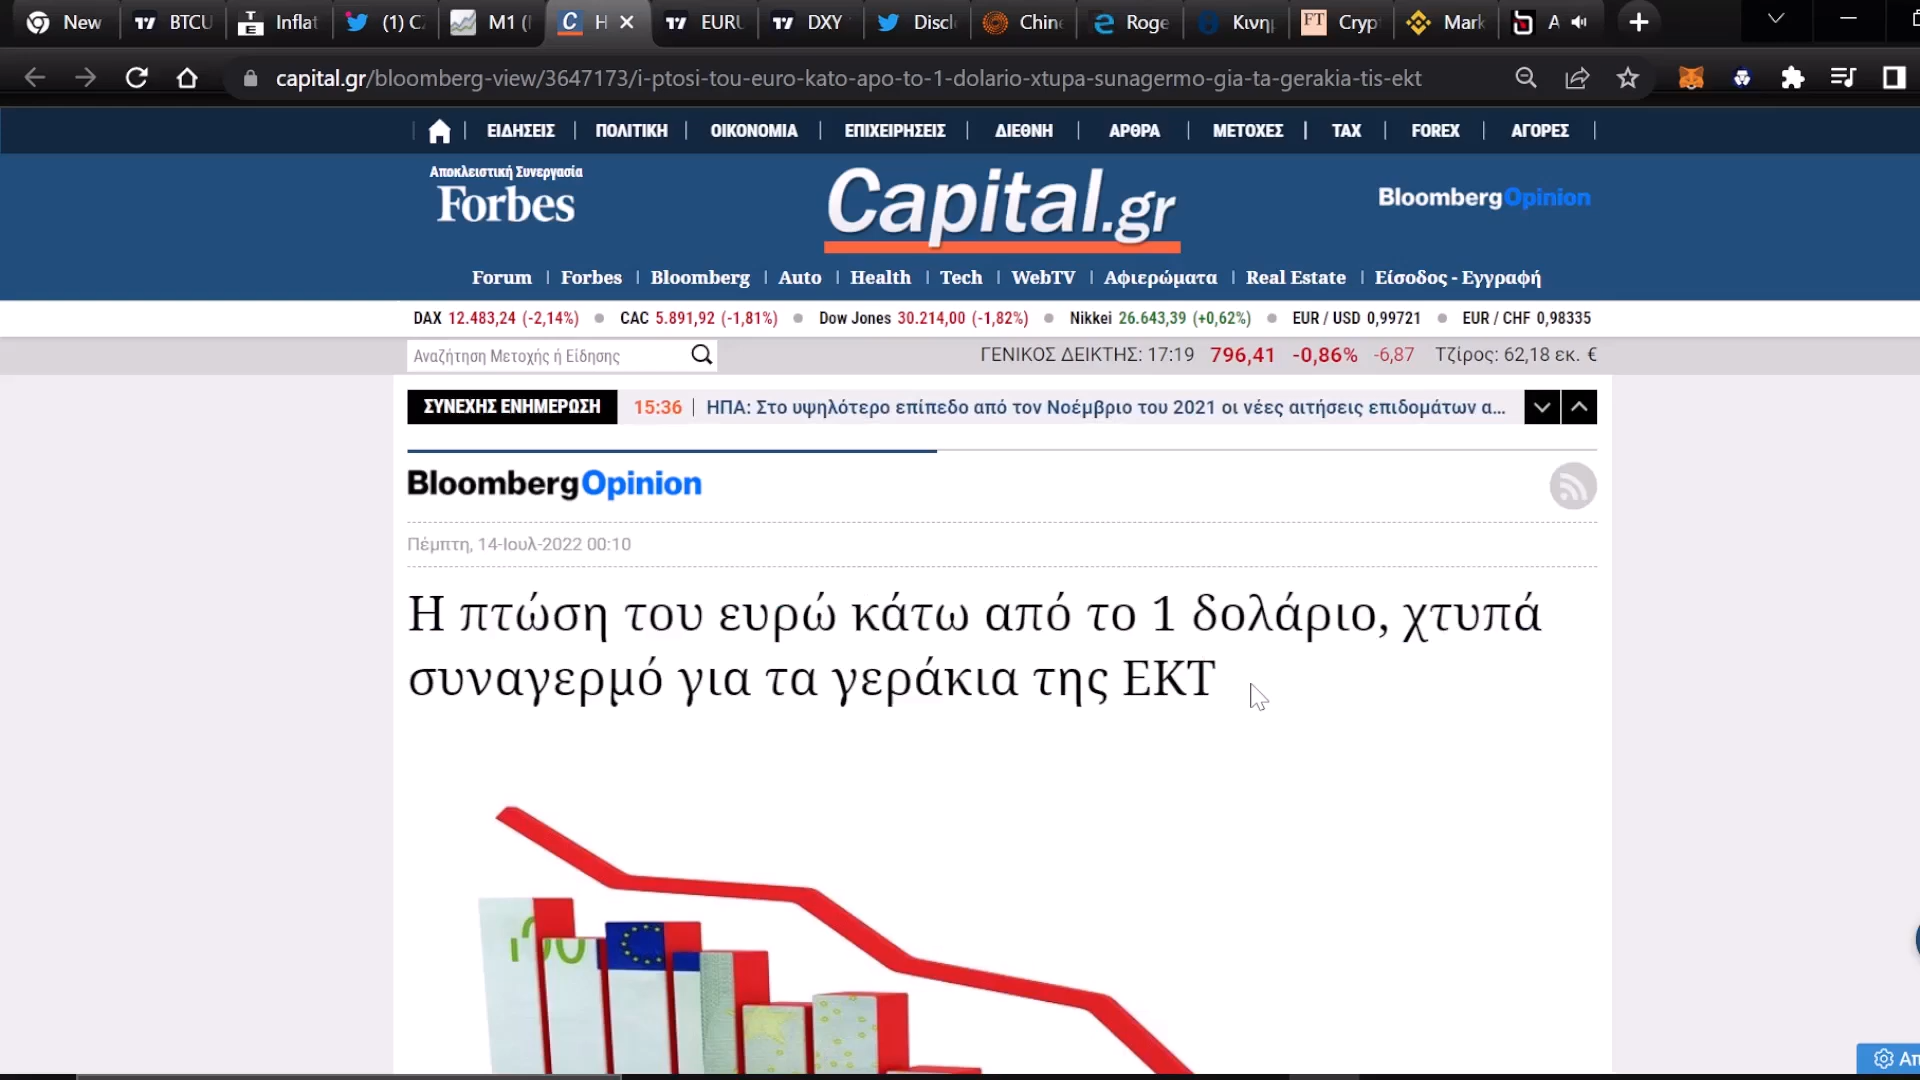 New
BTCU
Inflat
(1) C
M1 (
H
EURU
DXY
Discl
Chin
Roge
Κινη
FT
Cryp
Mark
A
capital.gr/bloomberg-view/3647173/i-ptosi-tou-euro-kato-apo-to-1-dolario-xtupa-sunagermo-gia-ta-gerakia-tis-ekt
ΕΙΔΗΣΕΙΣ | ΠΟΛΙΤΙΚΗ | ΟΙΚΟΝΟΜΙΑ | ΕΠΙΧΕΙΡΗΣΕΙΣ | ΔΙΕΘΝΗ | ΑΡΘΡΑ | ΜΕΤΟΧΕΣ | TAX | FOREX | ΑΓΟΡΕΣ
Αποκλειστική Συνεργασία
Forbes
Capital.gr
BloombergOpinion
Forum | Forbes | Bloomberg | Auto | Health | Tech | WebTV | Αφιερώματα | Real Estate | Είσοδος - Εγγραφή
DAX 12.483,24 (-2,14%) CAC 5.891,92 (-1,81%) Dow Jones 30.214,00 (-1,82%) Nikkei 26.643,39 (+0,62%) EUR / USD 0,99721 EUR / CHF 0,98335
Αναζήτηση Μετοχής ή Είδησης
ΓΕΝΙΚΟΣ ΔΕΙΚΤΗΣ: 17:19 796,41 -0,86% -6,87 Τζίρος: 62,18 εκ. €
ΣΥΝΕΧΗΣ ΕΝΗΜΕΡΩΣΗ 15:36 | ΗΠΑ: Στο υψηλότερο επίπεδο από τον Νοέμβριο του 2021 οι νέες αιτήσεις επιδομάτων α...
BloombergOpinion
Πέμπτη, 14-Ιουλ-2022 00:10
Η πτώση του ευρώ κάτω από το 1 δολάριο, χτυπά
συναγερμό για τα γεράκια της ΕΚΤ